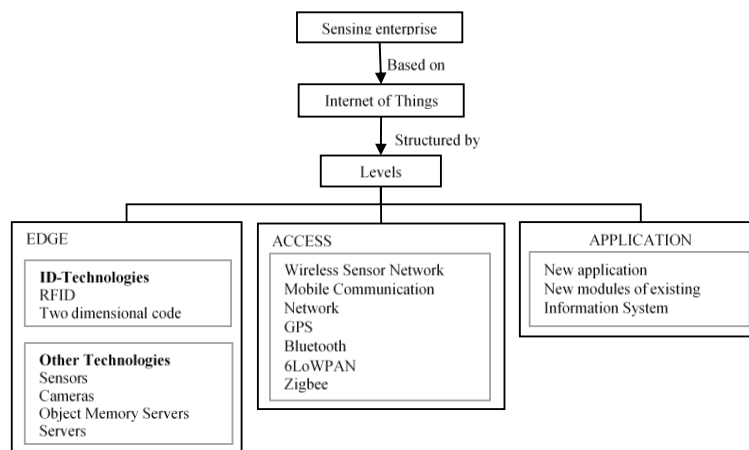 Sensing enterprise
Based on
Internet of Things
Structured by
Levels
EDGE
ID-Technologies
RFID
Two dimensional code
Other Technologies
Sensors
Cameras
Object Memory Servers
Servers
ACCESS
Wireless Sensor Network
Mobile Communication
Network
GPS
Bluetooth
6LoWPAN
Zigbee
APPLICATION
New application
New modules of existing
Information System